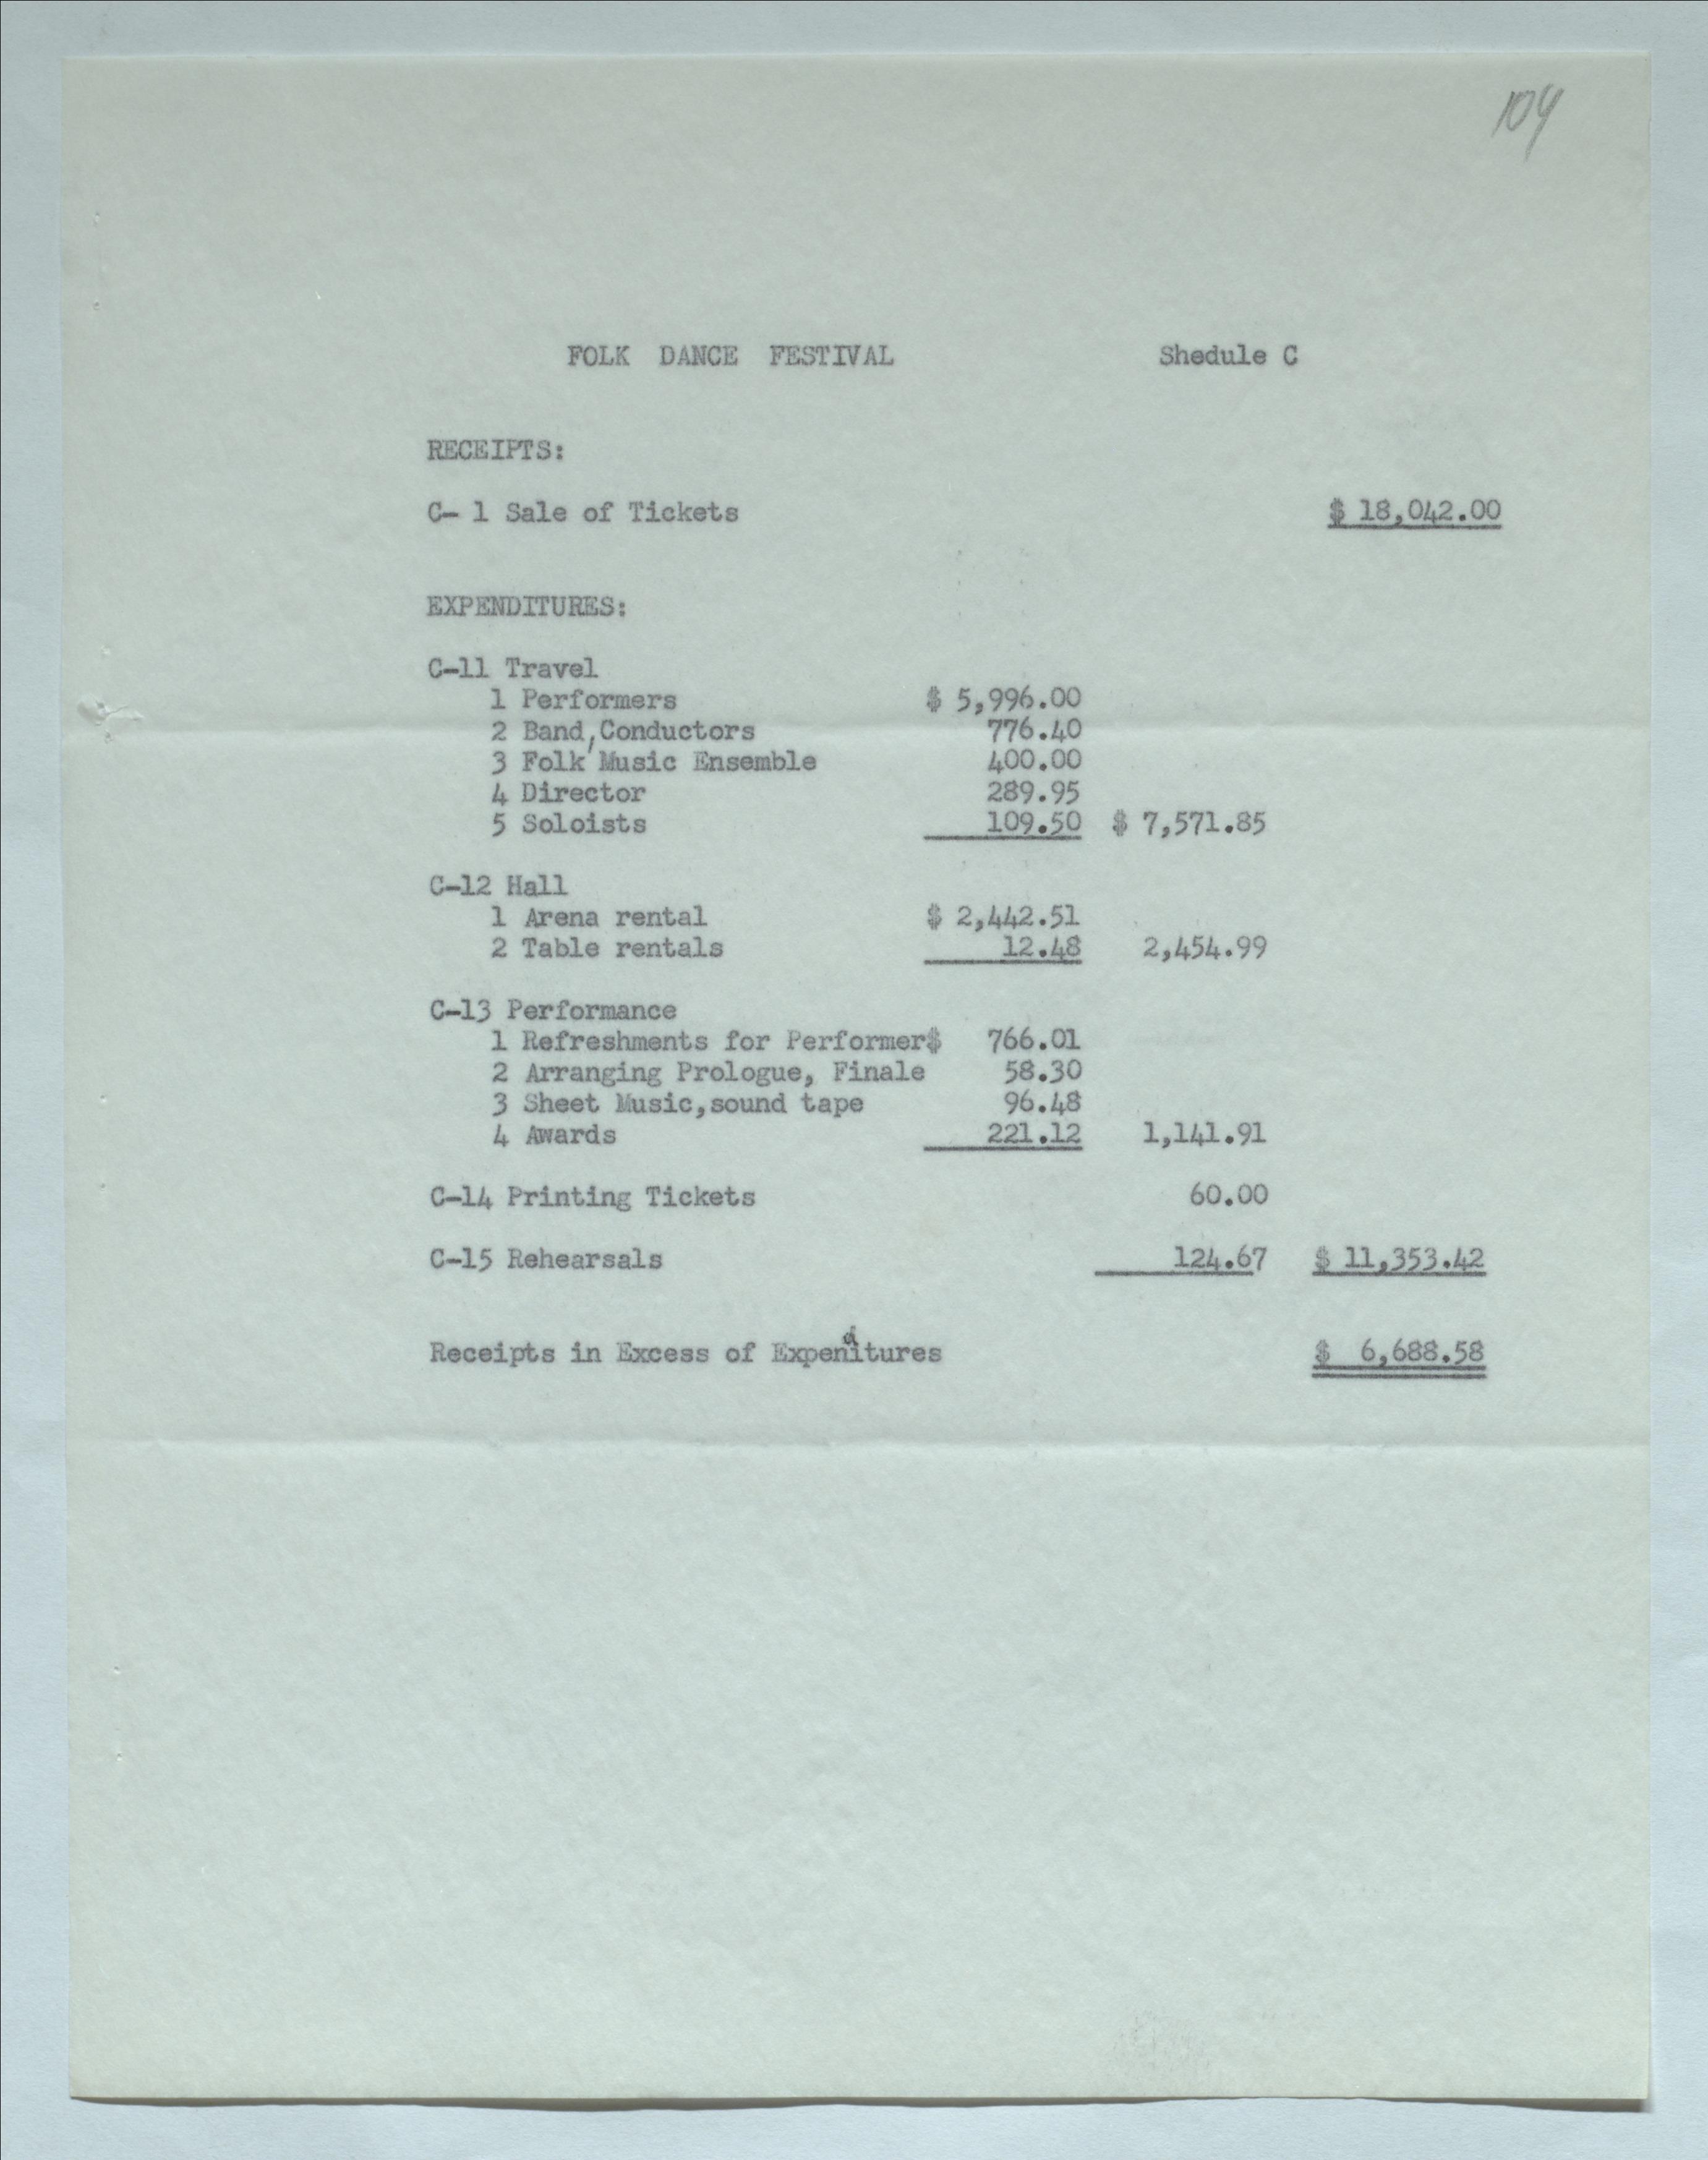 104
FOLK DANCE FESTIVAL Shedule C
RECEIPTS:
C- 1 Sale of Tickets $ 18,042.00
EXPENDITURES:
C-11 Travel
1 Performers $ 5,996.00
2 Band,Conductors 776.40
3 Folk Music Ensemble 400.00
4 Director 289.95
5 Soloists 109.50 $ 7,571.85
C-12 Hall
1 Arena rental $ 2,442.51
2 Table rentals 12.48 2,454.99
C-13 Performance
1 Refreshments for Performer$ 766.01
2 Arranging Prologue, Finale 58.30
3 Sheet Music,sound tape 96.48
4 Awards 221.12 1,141.91
C-14 Printing Tickets 60.00
C-15 Rehearsals 124.67 $ 11,353.42
Receipts in Excess of Expenditures $ 6,688.58